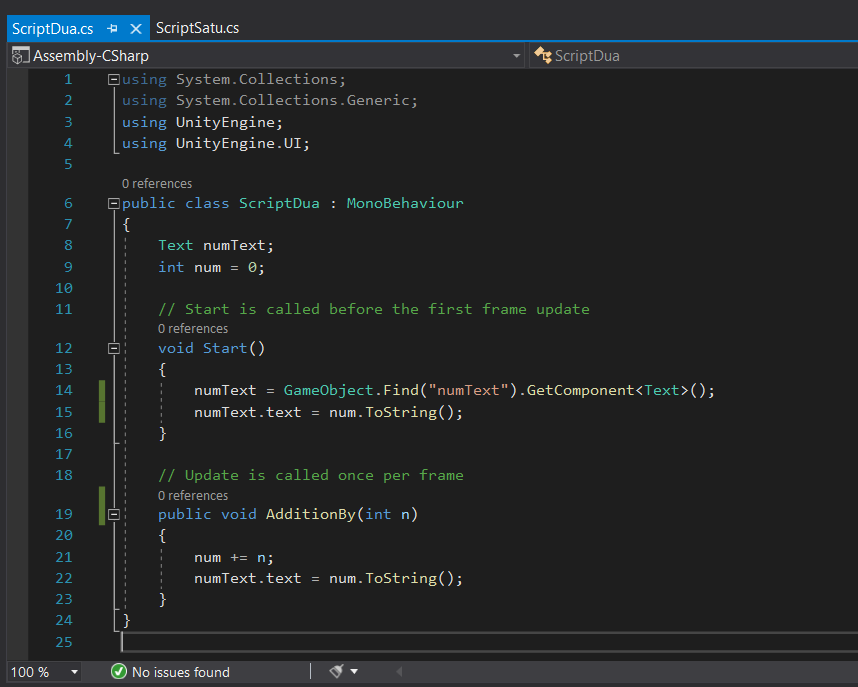 ScriptDua.cs
ScriptSatu.cs
Assembly-CSharp
ScriptDua
1 using System.Collections;
2 using System.Collections.Generic;
3 using UnityEngine;
4 using UnityEngine.UI;
5
0 references
6 public class ScriptDua : MonoBehaviour
7 {
8 Text numText;
9 int num = 0;
10
11 // Start is called before the first frame update
0 references
12 void Start()
13 {
14 numText = GameObject.Find("numText").GetComponent<Text>();
15 numText.text = num.ToString();
16 }
17
18 // Update is called once per frame
0 references
19 public void AdditionBy(int n)
20 {
21 num += n;
22 numText.text = num.ToString();
23 }
24 }
25
100 %
No issues found